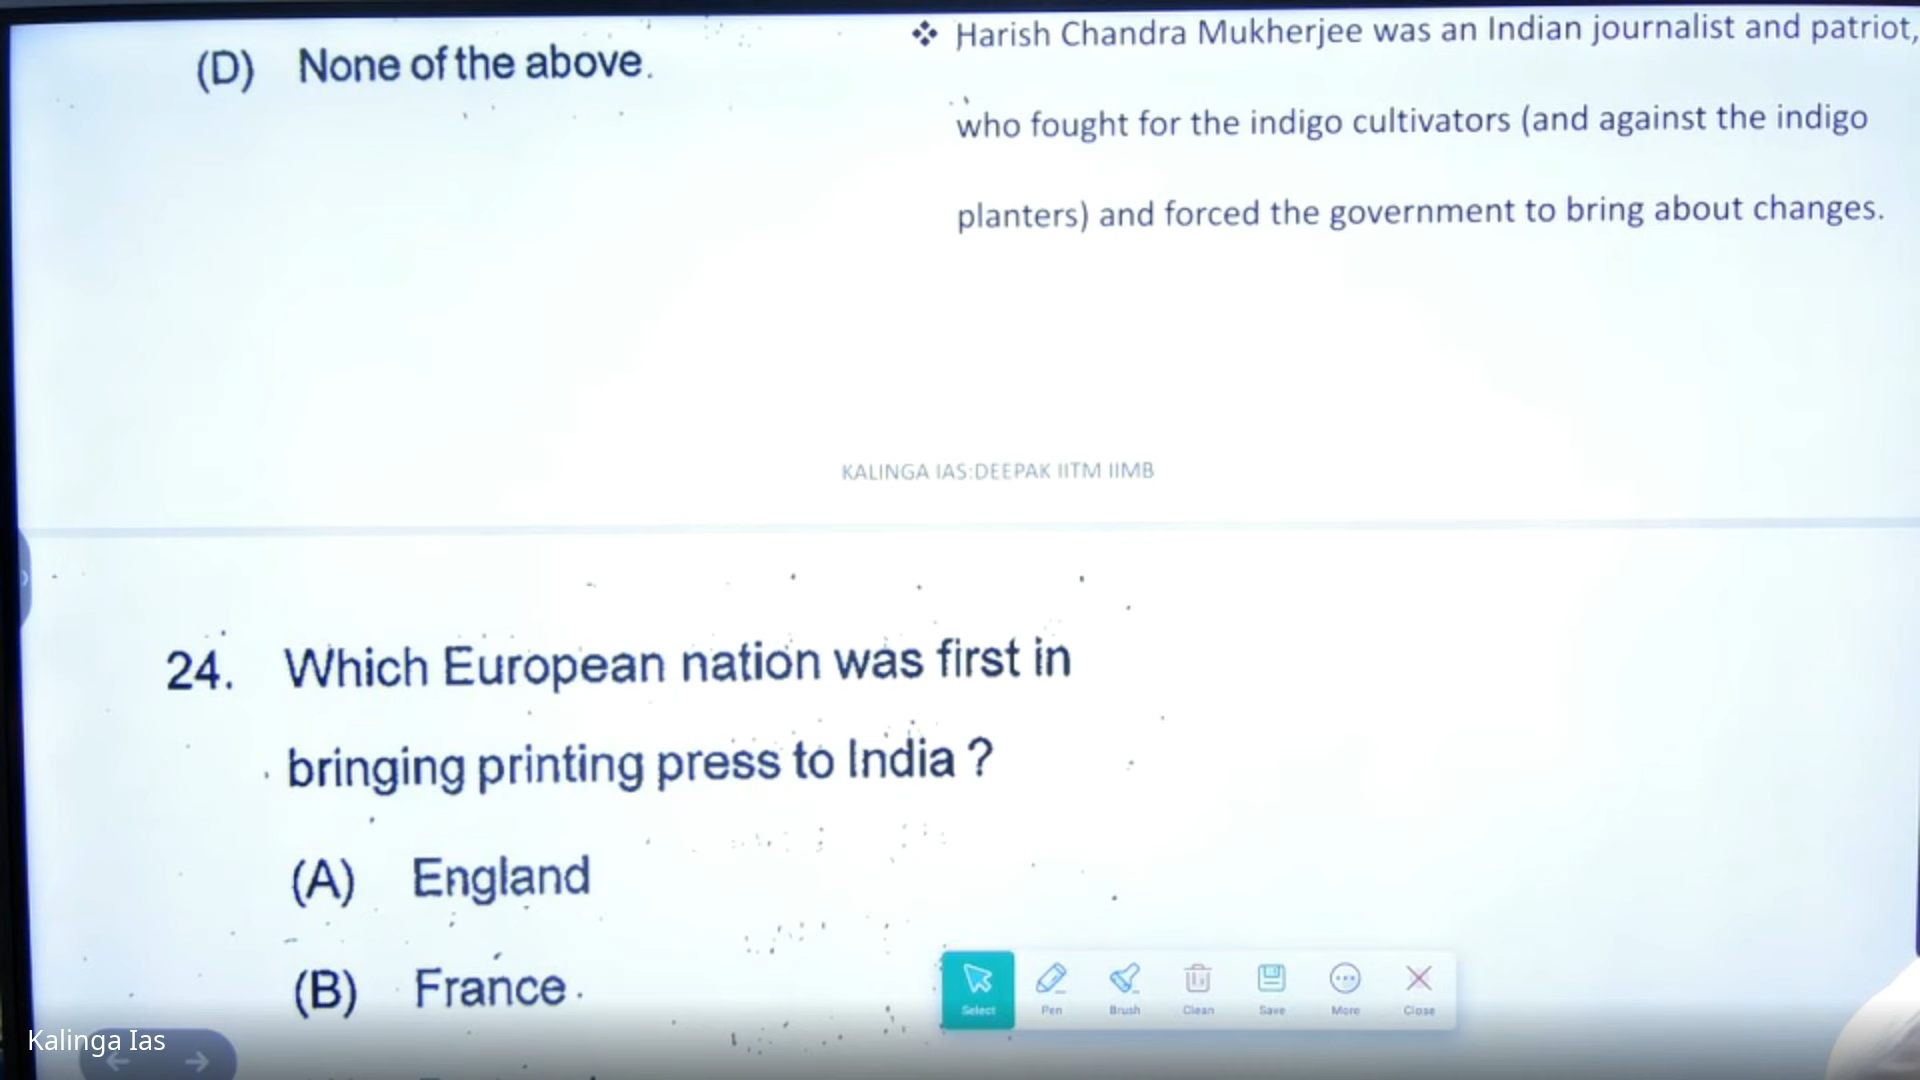 (D) None of the above.
❖ Harish Chandra Mukherjee was an Indian journalist and patriot,
who fought for the indigo cultivators (and against the indigo
planters) and forced the government to bring about changes.
KALINGA IAS:DEEPAK IITM IIMB
24. Which European nation was first in
bringing printing press to India ?
(A) England
(B) France
Select Pen Brush Clean Save More Close
Kalinga Ias